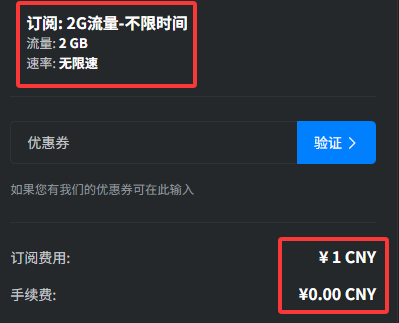 订阅: 2G流量-不限时间
流量: 2 GB
速率: 无限速
优惠券
验证
如果您有我们的优惠券可在此输入
订阅费用: ¥ 1 CNY
手续费: ¥0.00 CNY